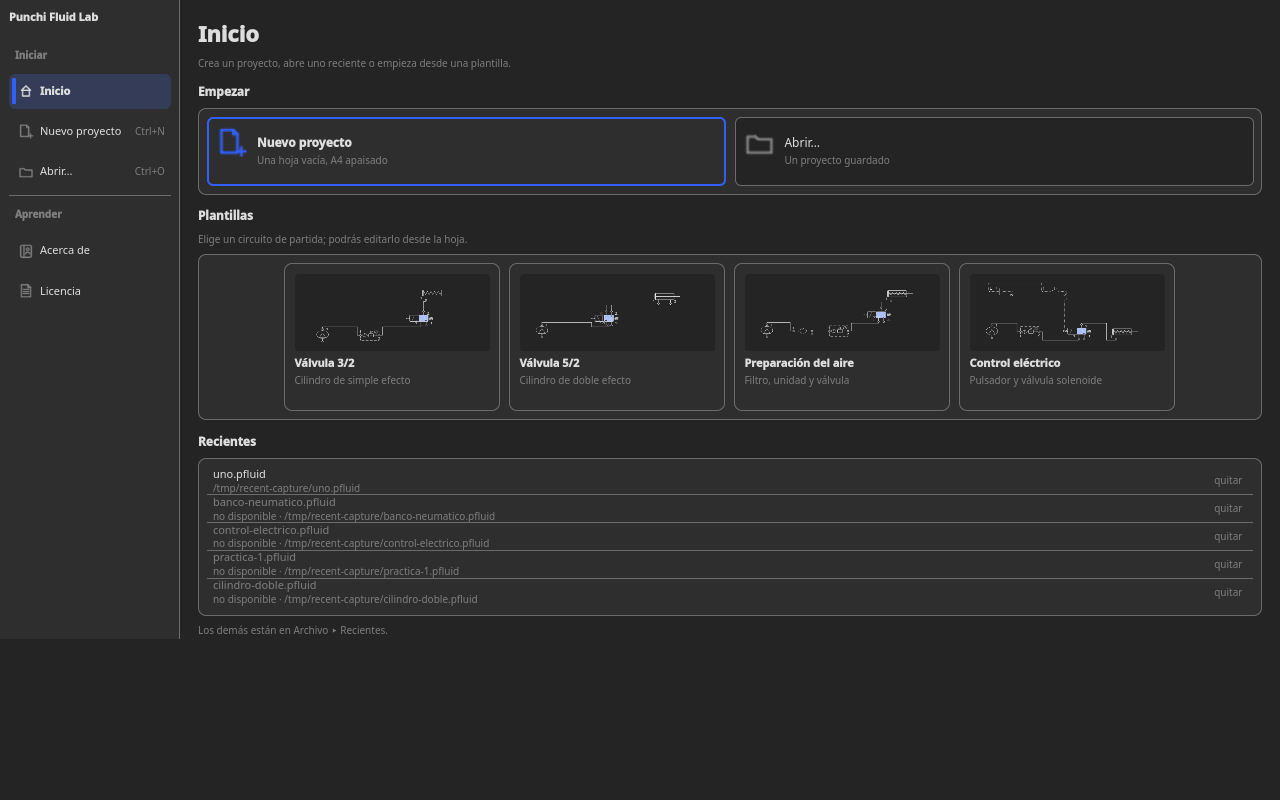 Punchi Fluid Lab
Iniciar
Inicio
Nuevo proyecto Ctrl+N
Abrir... Ctrl+O
Aprender
Acerca de
Licencia
Inicio
Crea un proyecto, abre uno reciente o empieza desde una plantilla.
Empezar
Nuevo proyecto
Una hoja vacía, A4 apaisado
Abrir...
Un proyecto guardado
Plantillas
Elige un circuito de partida; podrás editarlo desde la hoja.
Válvula 3/2
Cilindro de simple efecto
Válvula 5/2
Cilindro de doble efecto
Preparación del aire
Filtro, unidad y válvula
Control eléctrico
Pulsador y válvula solenoide
Recientes
uno.pfluid
/tmp/recent-capture/uno.pfluid
quitar
banco-neumatico.pfluid
no disponible · /tmp/recent-capture/banco-neumatico.pfluid
quitar
control-electrico.pfluid
no disponible · /tmp/recent-capture/control-electrico.pfluid
quitar
practica-1.pfluid
no disponible · /tmp/recent-capture/practica-1.pfluid
quitar
cilindro-doble.pfluid
no disponible · /tmp/recent-capture/cilindro-doble.pfluid
quitar
Los demás están en Archivo ▸ Recientes.